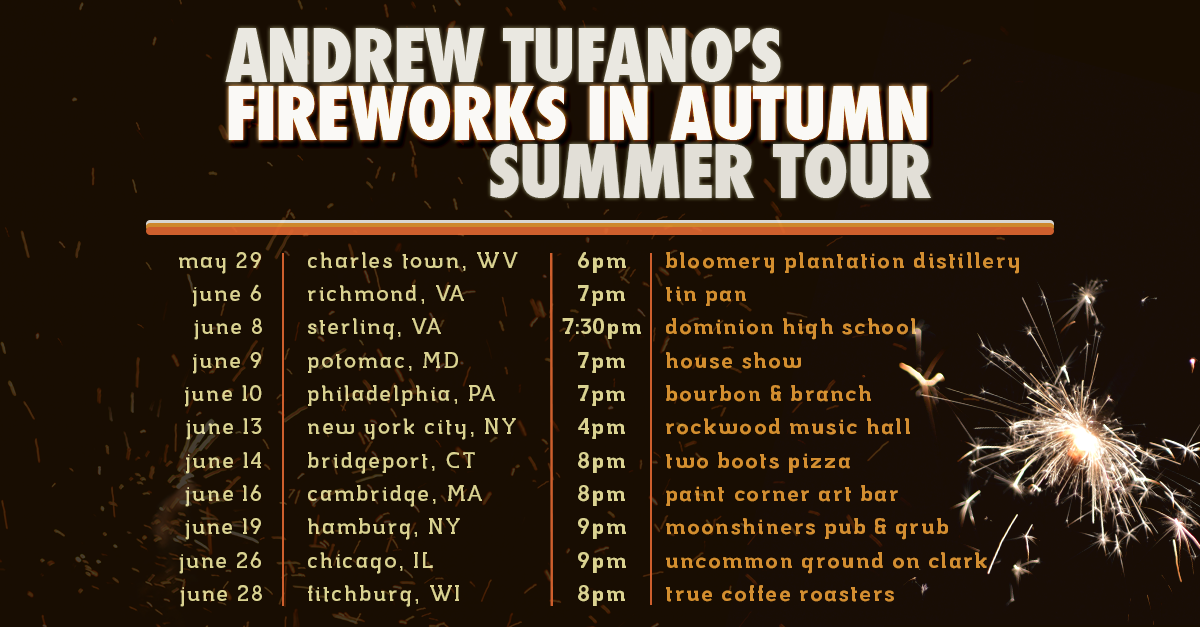 ANDREW TUFANO'S
FIREWORKS IN AUTUMN
SUMMER TOUR
may 29 charles town, WV 6pm bloomery plantation distillery
june 6 richmond, VA 7pm tin pan
june 8 sterling, VA 7:30pm dominion high school
june 9 potomac, MD 7pm house show
june 10 philadelphia, PA 7pm bourbon & branch
june 13 new york city, NY 4pm rockwood music hall
june 14 bridgeport, CT 8pm two boots pizza
june 16 cambridge, MA 8pm paint corner art bar
june 19 hamburg, NY 9pm moonshiners pub & grub
june 26 chicago, IL 9pm uncommon ground on clark
june 28 fitchburg, WI 8pm true coffee roasters